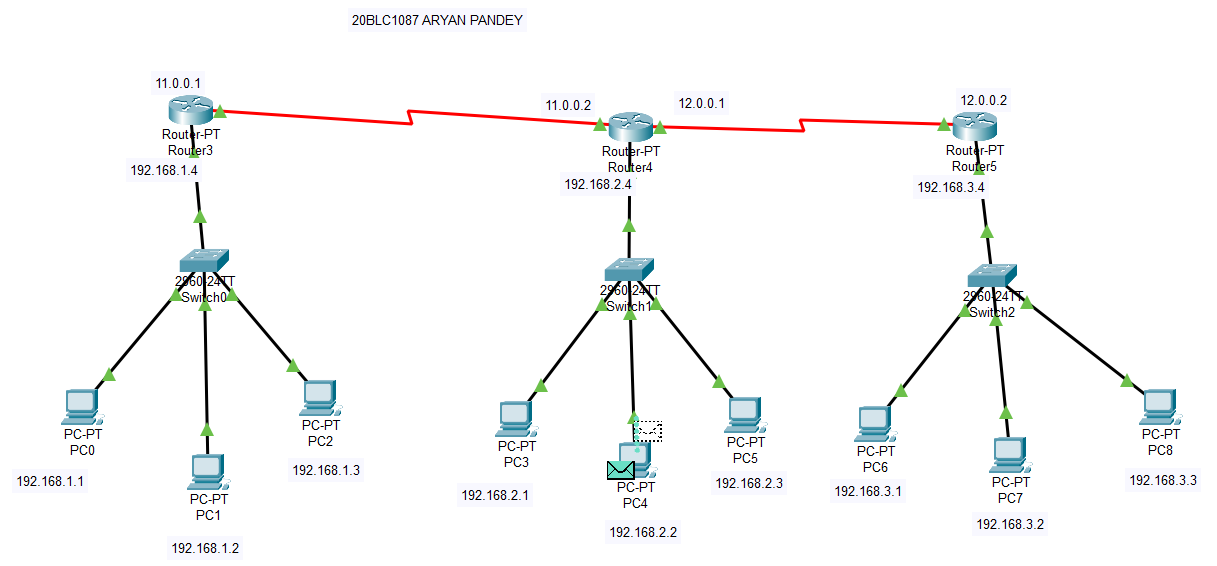 20BLC1087 ARYAN PANDEY
11.0.0.1
Router-PT
Router3
192.168.1.4
11.0.0.2
12.0.0.1
Router-PT
Router4
192.168.2.4
12.0.0.2
Router-PT
Router5
192.168.3.4
2960-24TT
Switch0
2960-24TT
Switch1
2960-24TT
Switch2
PC-PT
PC0
192.168.1.1
PC-PT
PC1
192.168.1.2
PC-PT
PC2
192.168.1.3
PC-PT
PC3
192.168.2.1
PC-PT
PC4
192.168.2.2
PC-PT
PC5
192.168.2.3
PC-PT
PC6
192.168.3.1
PC-PT
PC7
192.168.3.2
PC-PT
PC8
192.168.3.3